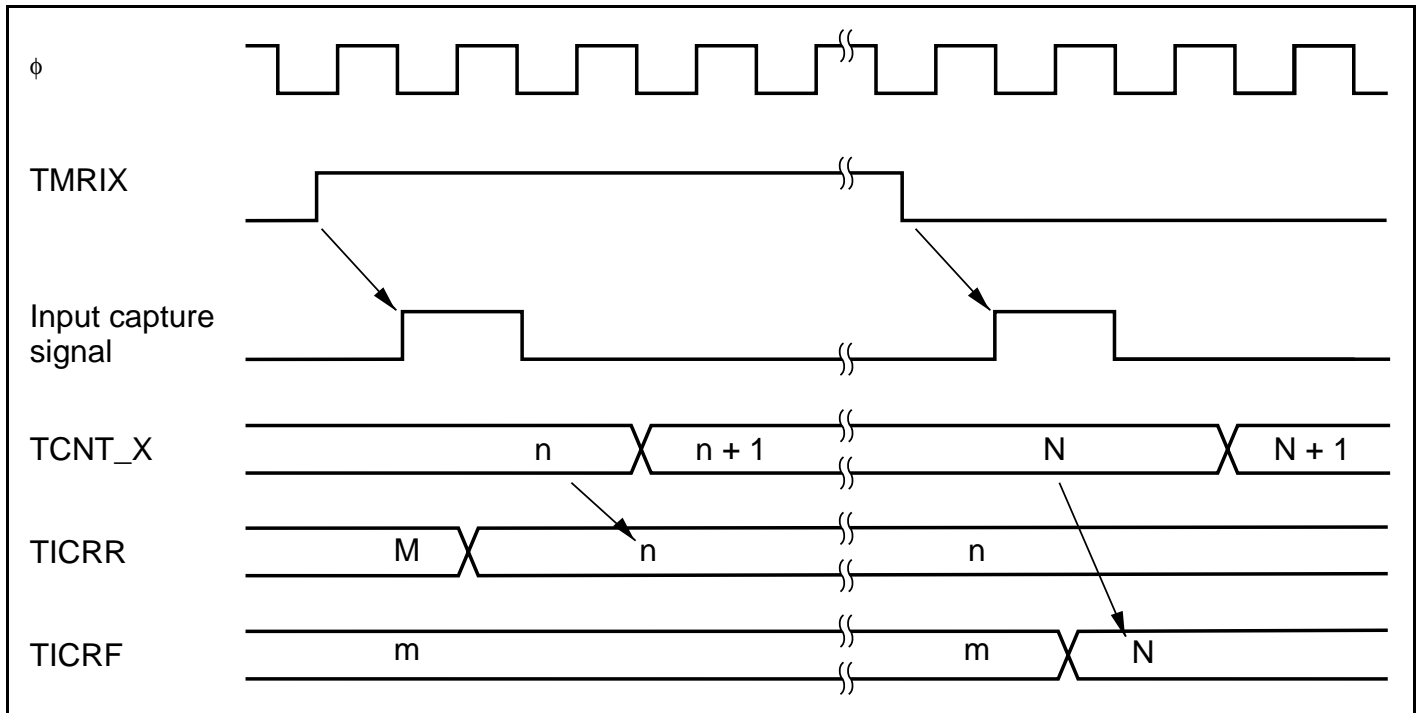 ϕ
TMRIX
Input capture
signal
TCNT_X n n + 1 N N + 1
TICRR M n n
TICRF m m N